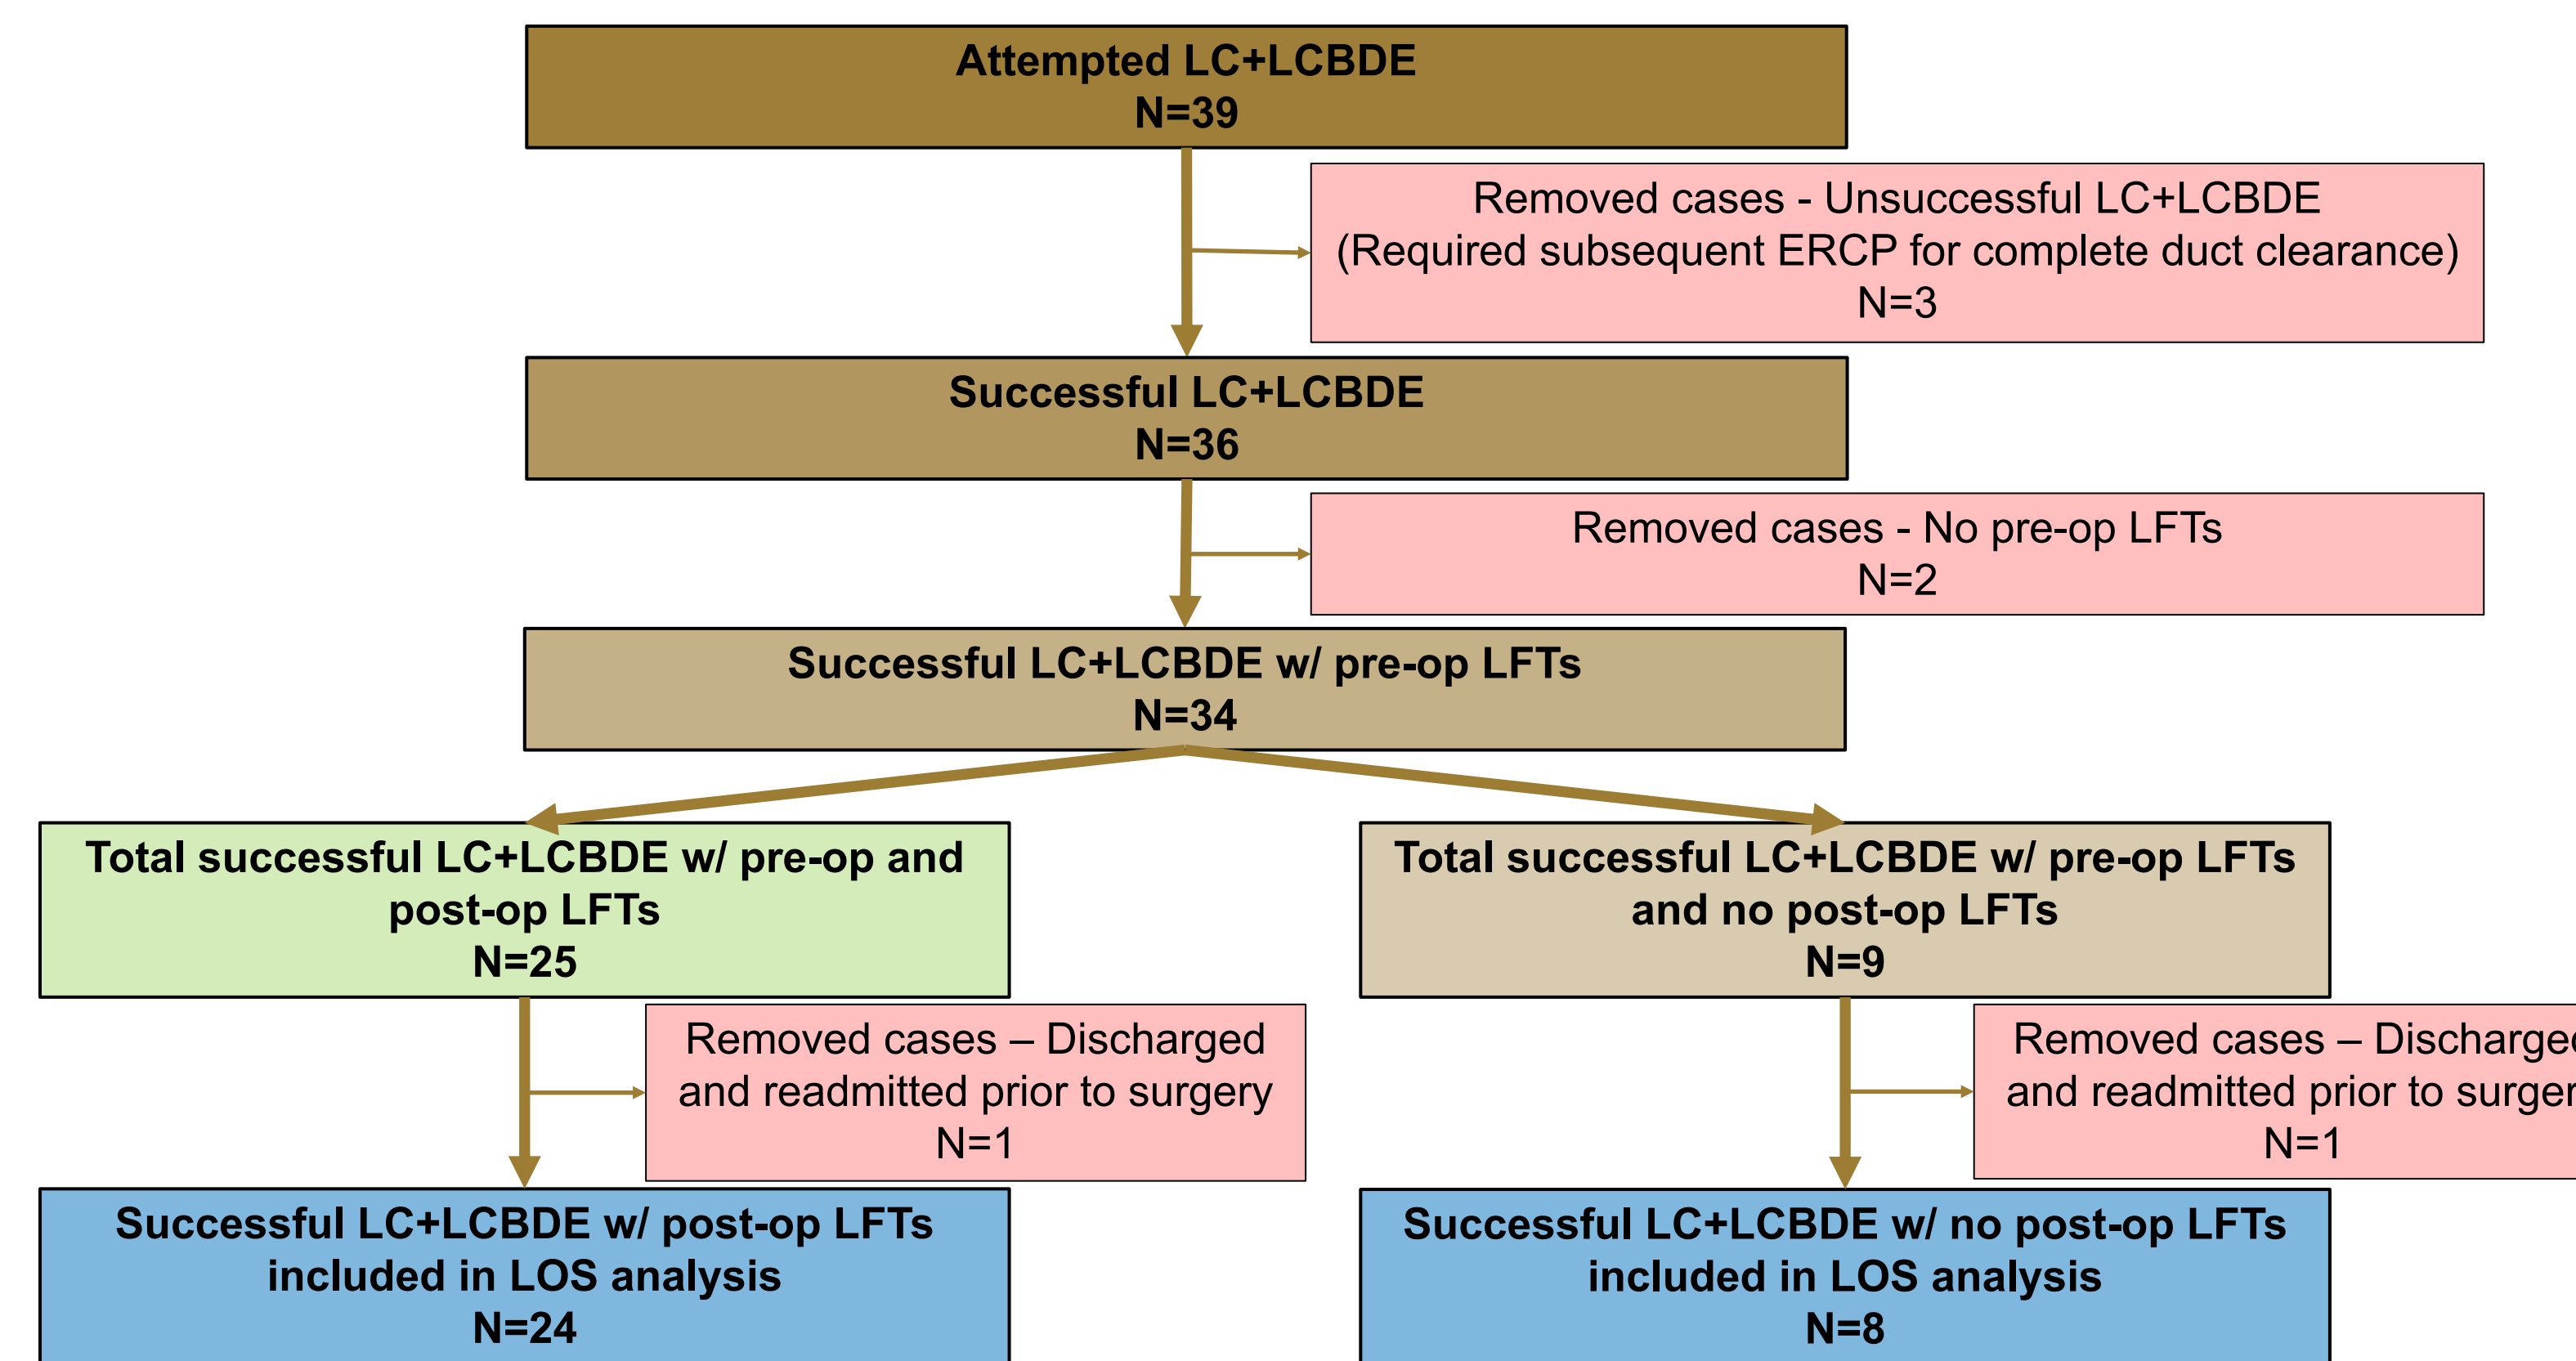 Attempted LC+LCBDE
N=39
Removed cases - Unsuccessful LC+LCBDE
(Required subsequent ERCP for complete duct clearance)
N=3
Successful LC+LCBDE
N=36
Removed cases - No pre-op LFTs
N=2
Successful LC+LCBDE w/ pre-op LFTs
N=34
Total successful LC+LCBDE w/ pre-op and
post-op LFTs
N=25
Total successful LC+LCBDE w/ pre-op LFTs
and no post-op LFTs
N=9
Removed cases – Discharged
and readmitted prior to surgery
N=1
Removed cases –
and readmitted prior to
N=1
Successful LC+LCBDE w/ post-op LFTs
included in LOS analysis
N=24
Successful LC+LCBDE w/ no post-op LFTs
included in LOS analysis
N=8